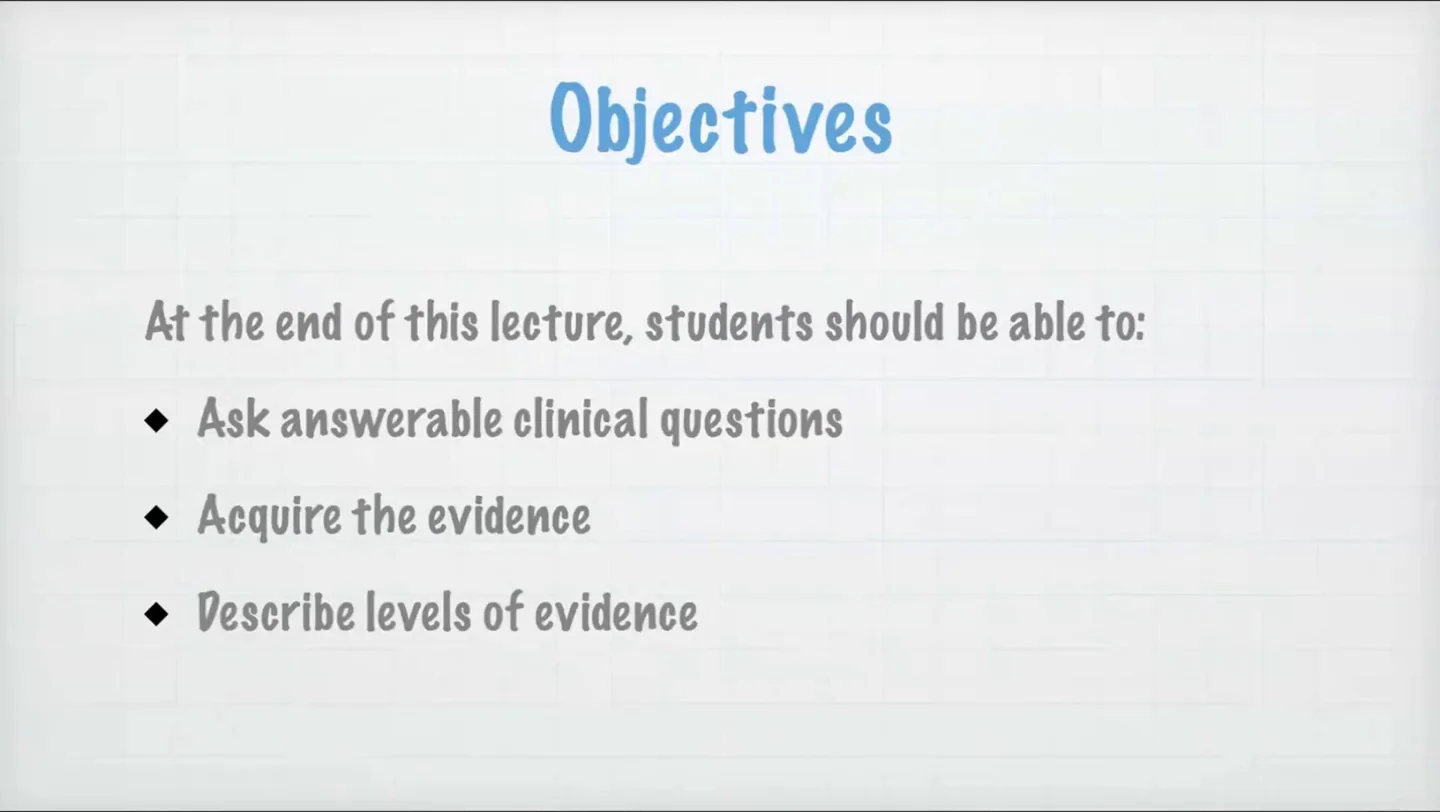 Objectives
At the end of this lecture, students should be able to:
◆ Ask answerable clinical questions
◆ Acquire the evidence
◆ Describe levels of evidence